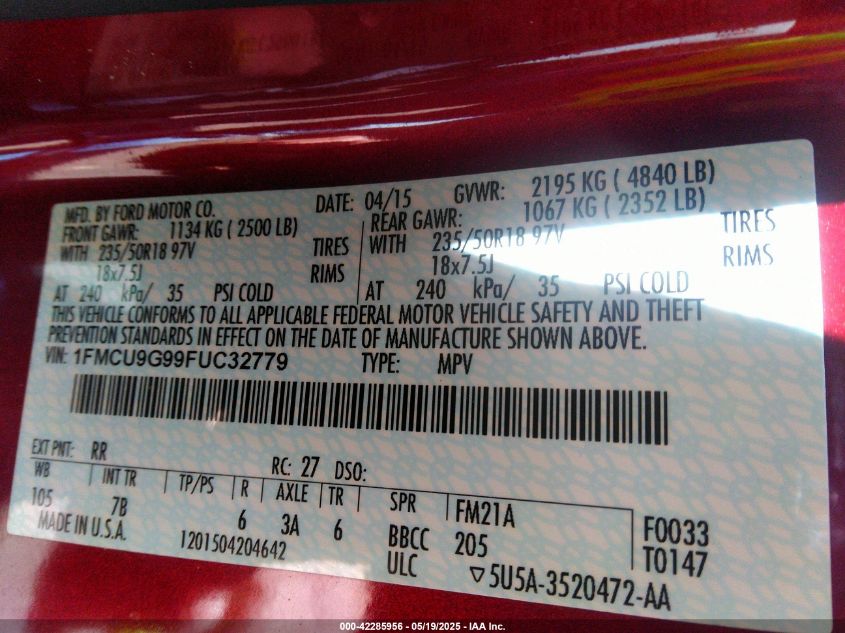 MFD. BY FORD MOTOR CO. DATE: 04/15 GVWR: 2195 KG ( 4840 LB)
FRONT GAWR: 1134 KG ( 2500 LB) REAR GAWR: 1067 KG ( 2352 LB)
WITH 235/50R18 97V TIRES WITH 235/50R18 97V TIRES
18x7.5J RIMS 18x7.5J RIMS
AT 240 kPa/ 35 PSI COLD AT 240 kPa/ 35 PSI COLD
THIS VEHICLE CONFORMS TO ALL APPLICABLE FEDERAL MOTOR VEHICLE SAFETY AND THEFT
PREVENTION STANDARDS IN EFFECT ON THE DATE OF MANUFACTURE SHOWN ABOVE.
VIN: 1FMCU9G99FUC32779 TYPE: MPV
EXT PNT: RR RC: 27 DSO:
WB INT TR TP/PS R AXLE TR SPR FM21A F0033
105 7B 6 3A 6 BBCC 205 T0147
MADE IN U.S.A. 1201504204642 ULC ▽5U5A-3520472-AA
000-42285956 - 05/19/2025 - IAA Inc.